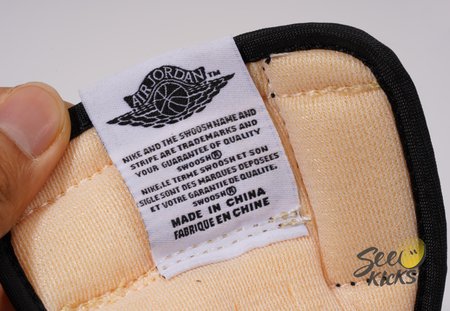 AIR JORDAN™
NIKE AND THE SWOOSH NAME AND
STRIPE ARE TRADEMARKS AND
YOUR GUARANTEE OF QUALITY
SWOOSH®
NIKE: LE TERME SWOOSH ET SON
SIGLE SONT DES MARQUES DEPOSEES
ET VOTRE GARANTIE DE QUALITE.
SWOOSH®
MADE IN CHINA
FABRIQUE EN CHINE
See
KicKs